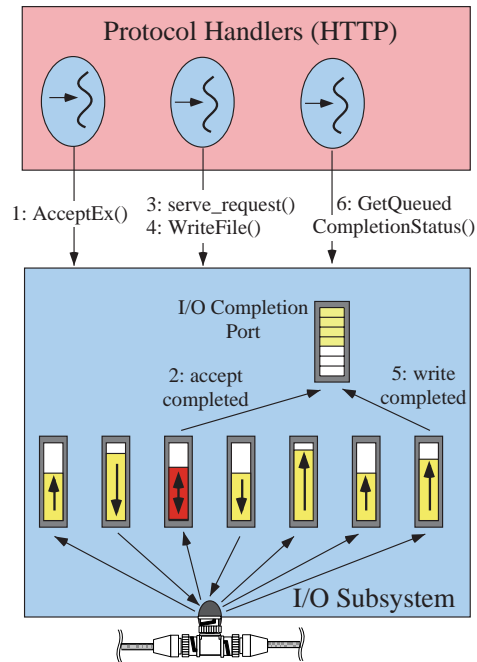 Protocol Handlers (HTTP)
1: AcceptEx()
3: serve_request()
4: WriteFile()
6: GetQueued
CompletionStatus()
I/O Completion
Port
2: accept
completed
5: write
completed
I/O Subsystem